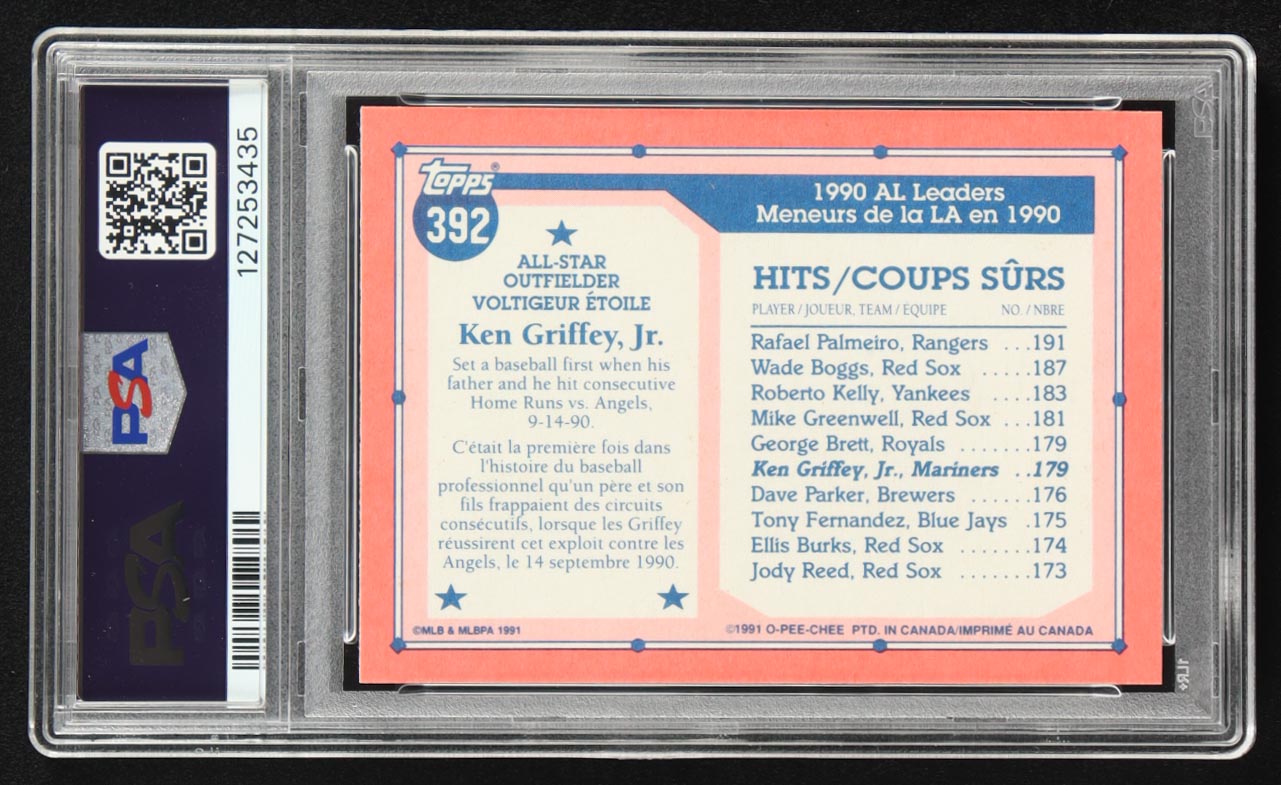 127253435
PSA
PSA
PSA
1LR+
TOPPS®
392
ALL-STAR
OUTFIELDER
VOLTIGEUR ÉTOILE
Ken Griffey, Jr.
Set a baseball first when his
father and he hit consecutive
Home Runs vs. Angels,
9-14-90.
C'était la première fois dans
l'histoire du baseball
professionnel qu'un père et son
fils frappaient des circuits
consécutifs, lorsque les Griffey
réussirent cet exploit contre les
Angels, le 14 septembre 1990.
©MLB & MLBPA 1991
1990 AL Leaders
Meneurs de la LA en 1990
HITS/COUPS SÛRS
PLAYER/JOUEUR, TEAM/ÉQUIPE NO./NBRE
Rafael Palmeiro, Rangers ...191
Wade Boggs, Red Sox .....187
Roberto Kelly, Yankees ....183
Mike Greenwell, Red Sox ...181
George Brett, Royals .....179
Ken Griffey, Jr., Mariners ..179
Dave Parker, Brewers ......176
Tony Fernandez, Blue Jays .175
Ellis Burks, Red Sox .......174
Jody Reed, Red Sox .......173
©1991 O-PEE-CHEE PTD. IN CANADA/IMPRIMÉ AU CANADA